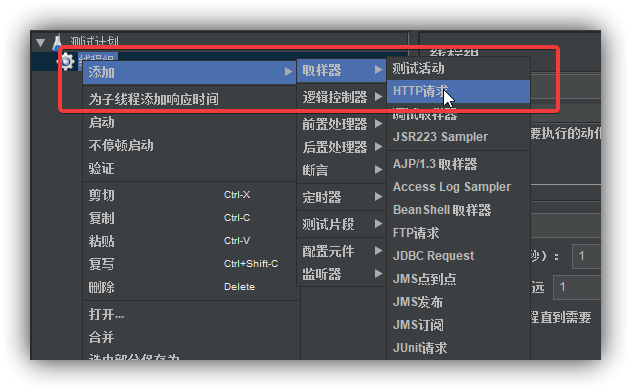 测试计划
线程组
线程组
添加
为子线程添加响应时间
启动
不停顿启动
验证
剪切 Ctrl-X
复制 Ctrl-C
粘贴 Ctrl-V
复写 Ctrl+Shift-C
删除 Delete
打开...
合并
选中部分保存为
取样器
逻辑控制器
前置处理器
后置处理器
断言
定时器
测试片段
配置元件
监听器
测试活动
HTTP请求
调试取样器
JSR223 Sampler
AJP/1.3 取样器
Access Log Sampler
BeanShell 取样器
FTP请求
JDBC Request
JMS点到点
JMS发布
JMS订阅
JUnit请求
要执行的动作
秒）： 1
远 1
程直到需要